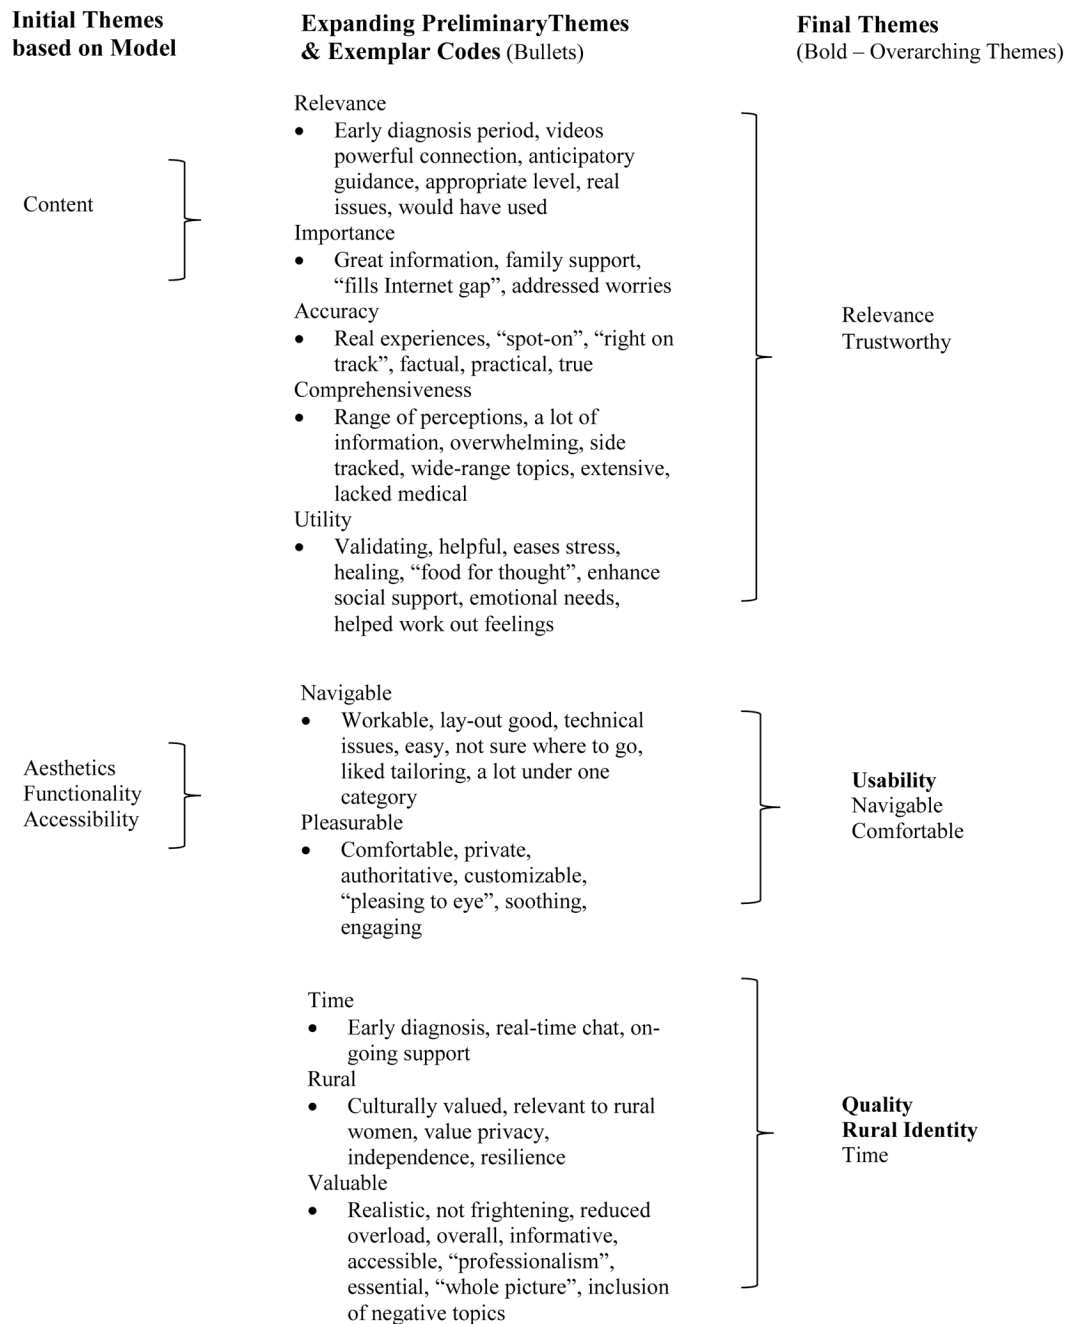 Initial Themes
based on Model
Expanding PreliminaryThemes
& Exemplar Codes (Bullets)
Final Themes
(Bold – Overarching Themes)
Content
Relevance
• Early diagnosis period, videos
powerful connection, anticipatory
guidance, appropriate level, real
issues, would have used
Importance
• Great information, family support,
“fills Internet gap”, addressed worries
Accuracy
• Real experiences, “spot-on”, “right on
track”, factual, practical, true
Comprehensiveness
• Range of perceptions, a lot of
information, overwhelming, side
tracked, wide-range topics, extensive,
lacked medical
Utility
• Validating, helpful, eases stress,
healing, “food for thought”, enhance
social support, emotional needs,
helped work out feelings
Relevance
Trustworthy
Aesthetics
Functionality
Accessibility
Navigable
• Workable, lay-out good, technical
issues, easy, not sure where to go,
liked tailoring, a lot under one
category
Pleasurable
• Comfortable, private,
authoritative, customizable,
“pleasing to eye”, soothing,
engaging
Usability
Navigable
Comfortable
Time
• Early diagnosis, real-time chat, on-
going support
Rural
• Culturally valued, relevant to rural
women, value privacy,
independence, resilience
Valuable
• Realistic, not frightening, reduced
overload, overall, informative,
accessible, “professionalism”,
essential, “whole picture”, inclusion
of negative topics
Quality
Rural Identity
Time